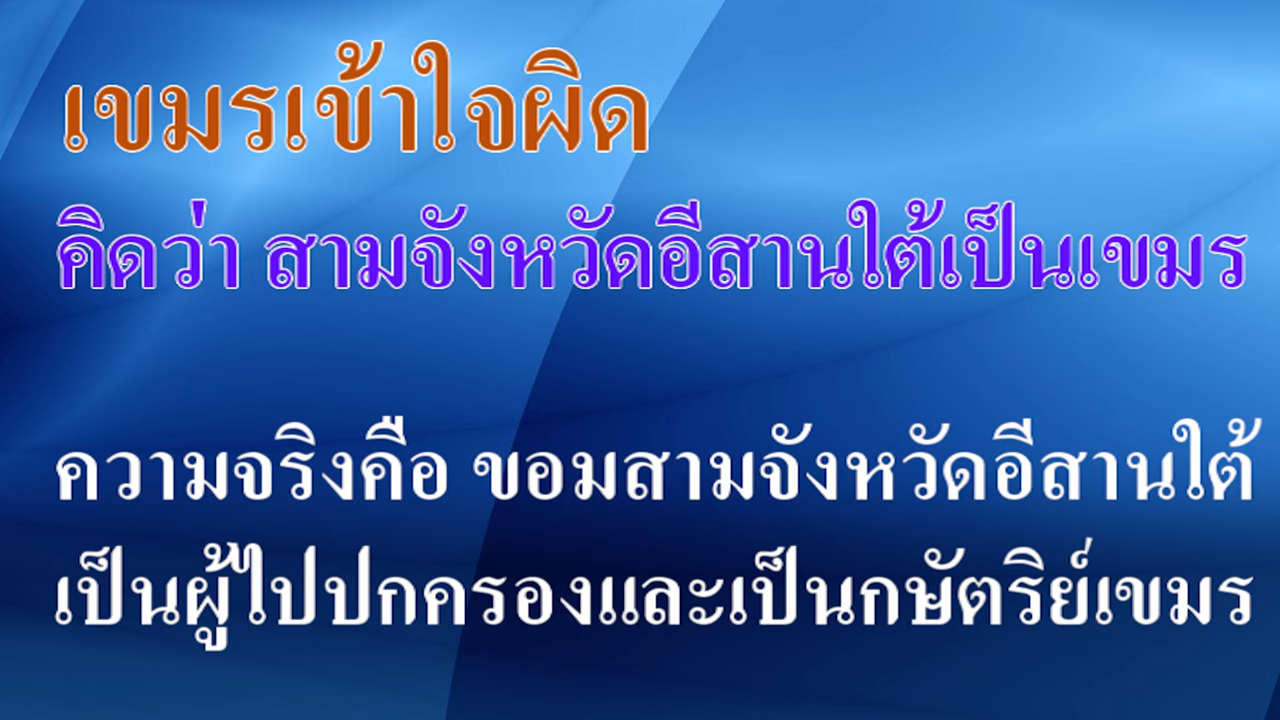 เขมรเข้าใจผิด
คิดว่า สามจังหวัดอีสานใต้เป็นเขมร
ความจริงคือ ขอมสามจังหวัดอีสานใต้
เป็นผู้ไปปกครองและเป็นกษัตริย์เขมร